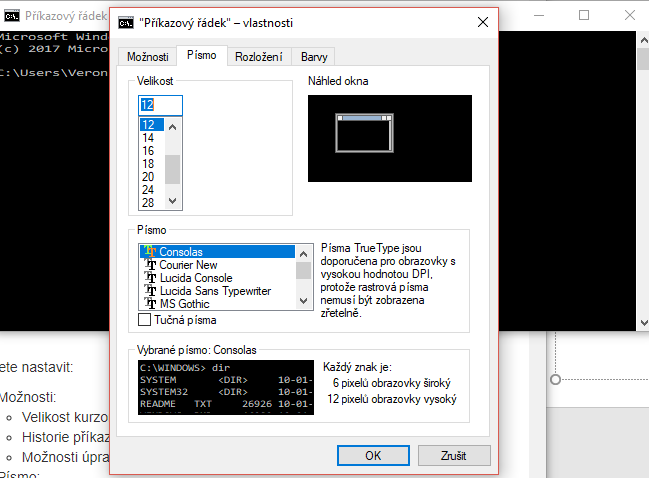 Příkazový řádek
Microsoft Wind
(c) 2017 Micro
C:\Users\Veron
"Příkazový řádek" – vlastnosti
Možnosti Písmo Rozložení Barvy
Velikost
12
12
14
16
18
20
24
28
Náhled okna
Písmo
Consolas
Courier New
Lucida Console
Lucida Sans Typewriter
MS Gothic
Tučná písma
Písma TrueType jsou
doporučena pro obrazovky s
vysokou hodnotou DPI,
protože rastrová písma
nemusí být zobrazena
zřetelně.
Vybrané písmo: Consolas
C:\WINDOWS> dir
SYSTEM <DIR> 10-01-
SYSTEM32 <DIR> 10-01-
README TXT 26926 10-01-
Každý znak je:
6 pixelů obrazovky široký
12 pixelů obrazovky vysoký
OK Zrušit
ete nastavit:
Možnosti:
Velikost kurzo
Historie příkaz
Možnosti úpra
Písmo: